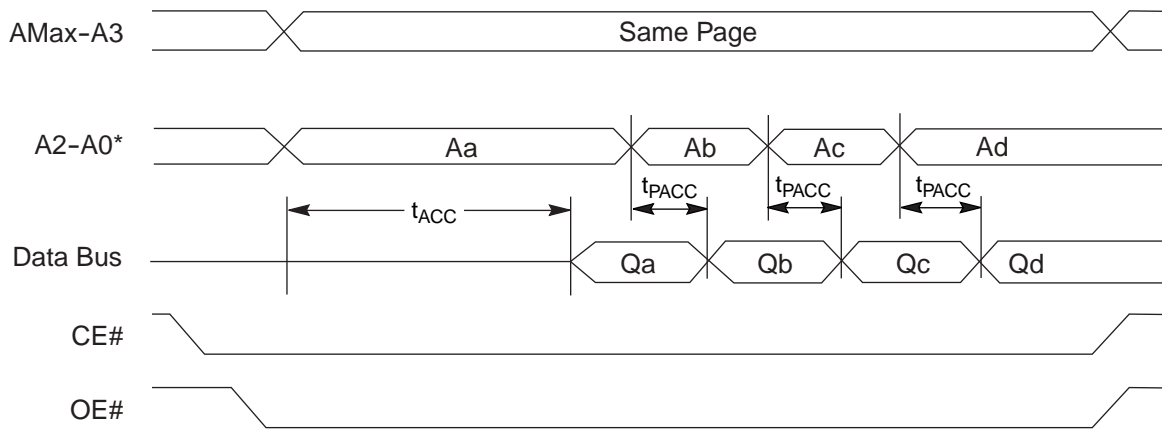 AMax-A3
Same Page
A2-A0*
Aa
Ab
Ac
Ad
tACC
tPACC
tPACC
tPACC
Data Bus
Qa
Qb
Qc
Qd
CE#
OE#